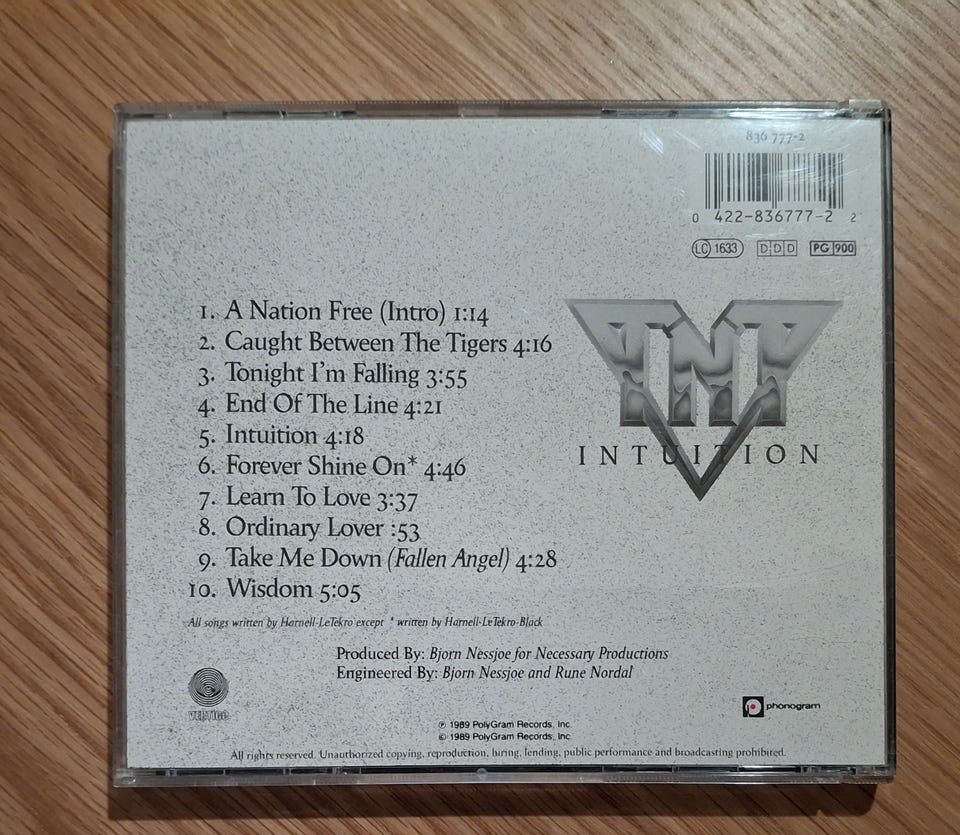 836 777-2
0 422-836777-2 2
LC 1633 DDD PG 900
1. A Nation Free (Intro) 1:14
2. Caught Between The Tigers 4:16
3. Tonight I'm Falling 3:55
4. End Of The Line 4:21
5. Intuition 4:18
6. Forever Shine On* 4:46
7. Learn To Love 3:37
8. Ordinary Lover :53
9. Take Me Down (Fallen Angel) 4:28
10. Wisdom 5:05
TNT
INTUITION
All songs written by Harnell-LeTekro except * written by Harnell-LeTekro-Black
Produced By: Bjorn Nessjoe for Necessary Productions
Engineered By: Bjorn Nessjoe and Rune Nordal
VERTIGO
phonogram
℗ 1989 PolyGram Records, Inc.
© 1989 PolyGram Records, Inc.
All rights reserved. Unauthorized copying, reproduction, hiring, lending, public performance and broadcasting prohibited.